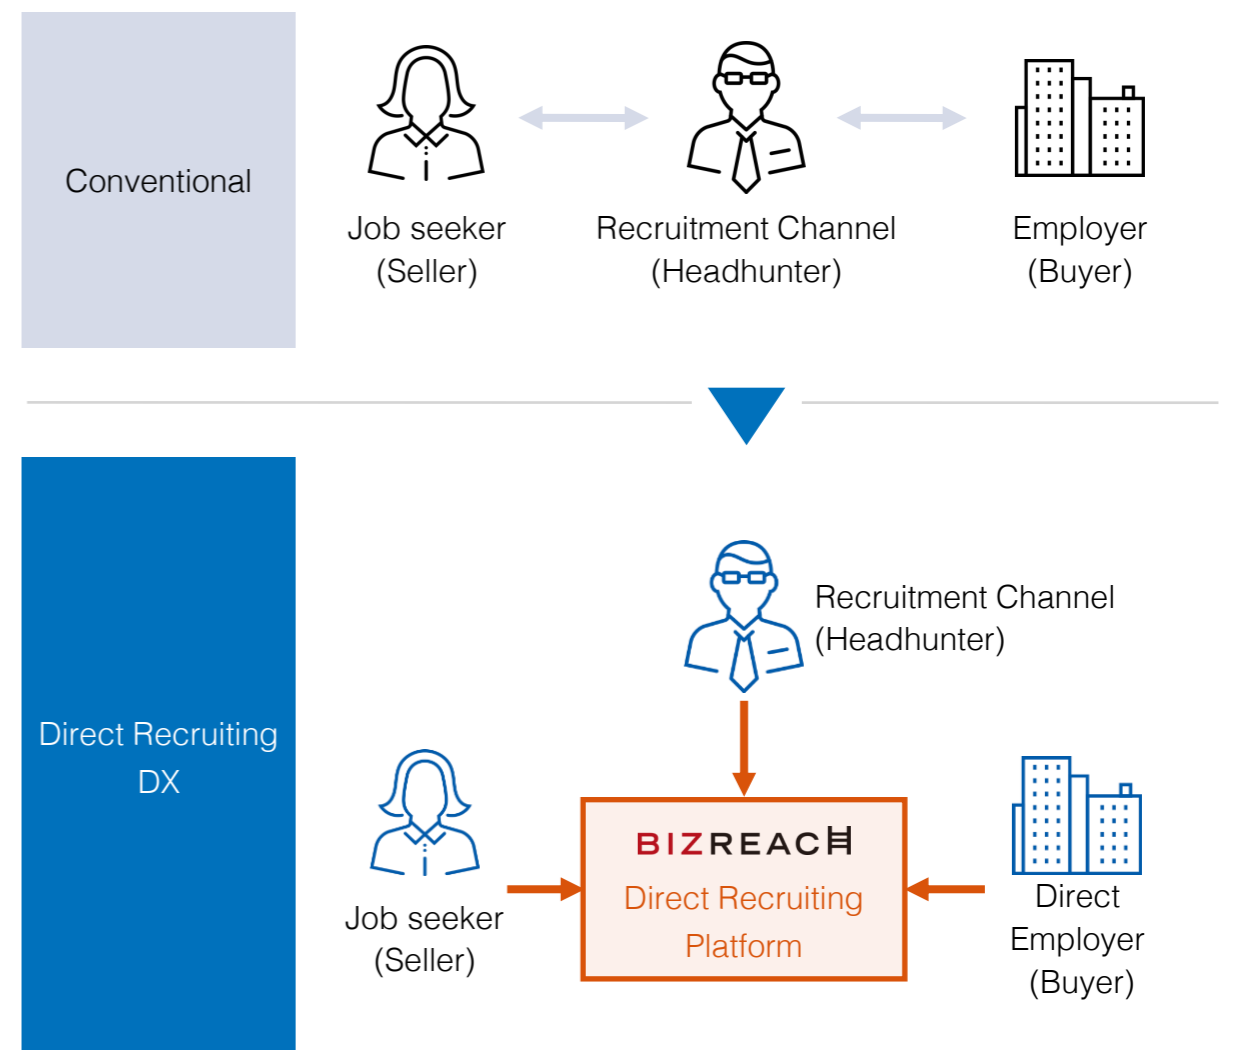 Conventional
Job seeker
(Seller)
Recruitment Channel
(Headhunter)
Employer
(Buyer)
Direct Recruiting
DX
Recruitment Channel
(Headhunter)
Job seeker
(Seller)
BIZREACH
Direct Recruiting
Platform
Direct
Employer
(Buyer)